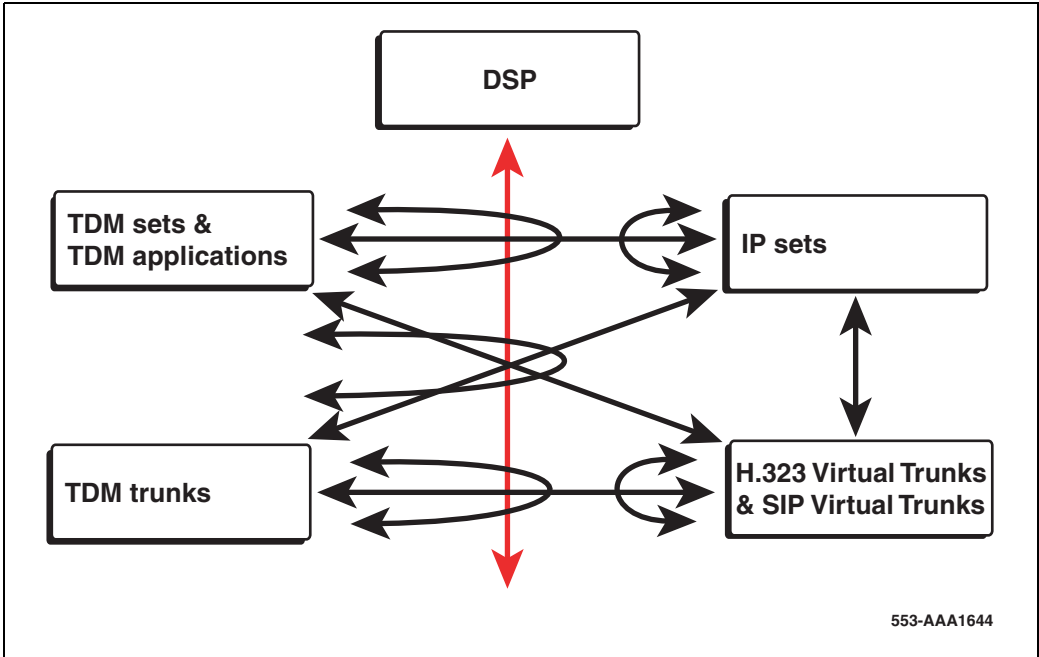 DSP
TDM sets &
TDM applications
IP sets
TDM trunks
H.323 Virtual Trunks
& SIP Virtual Trunks
553-AAA1644